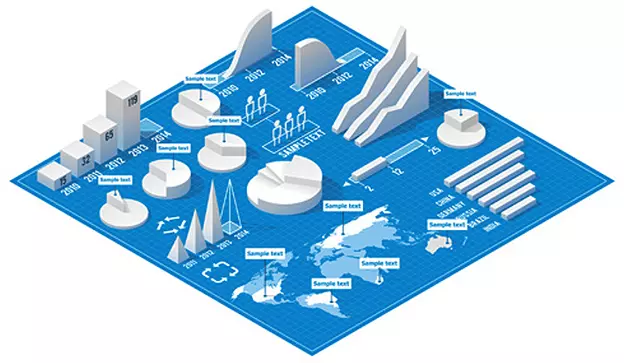 2010 2012 2014
2010 2012 2014
Sample text
15 32 65 119
2010 2011 2012 2013 2014
Sample text
Sample text
Sample text
SAMPLETEXT
Sample text
2 12 25
USA
CHINA
GERMANY
RUSSIA
BRAZIL
INDIA
Sample text
2011 2012 2013 2014
Sample text
Sample text
Sample text
Sample text
Sample text
Sample text